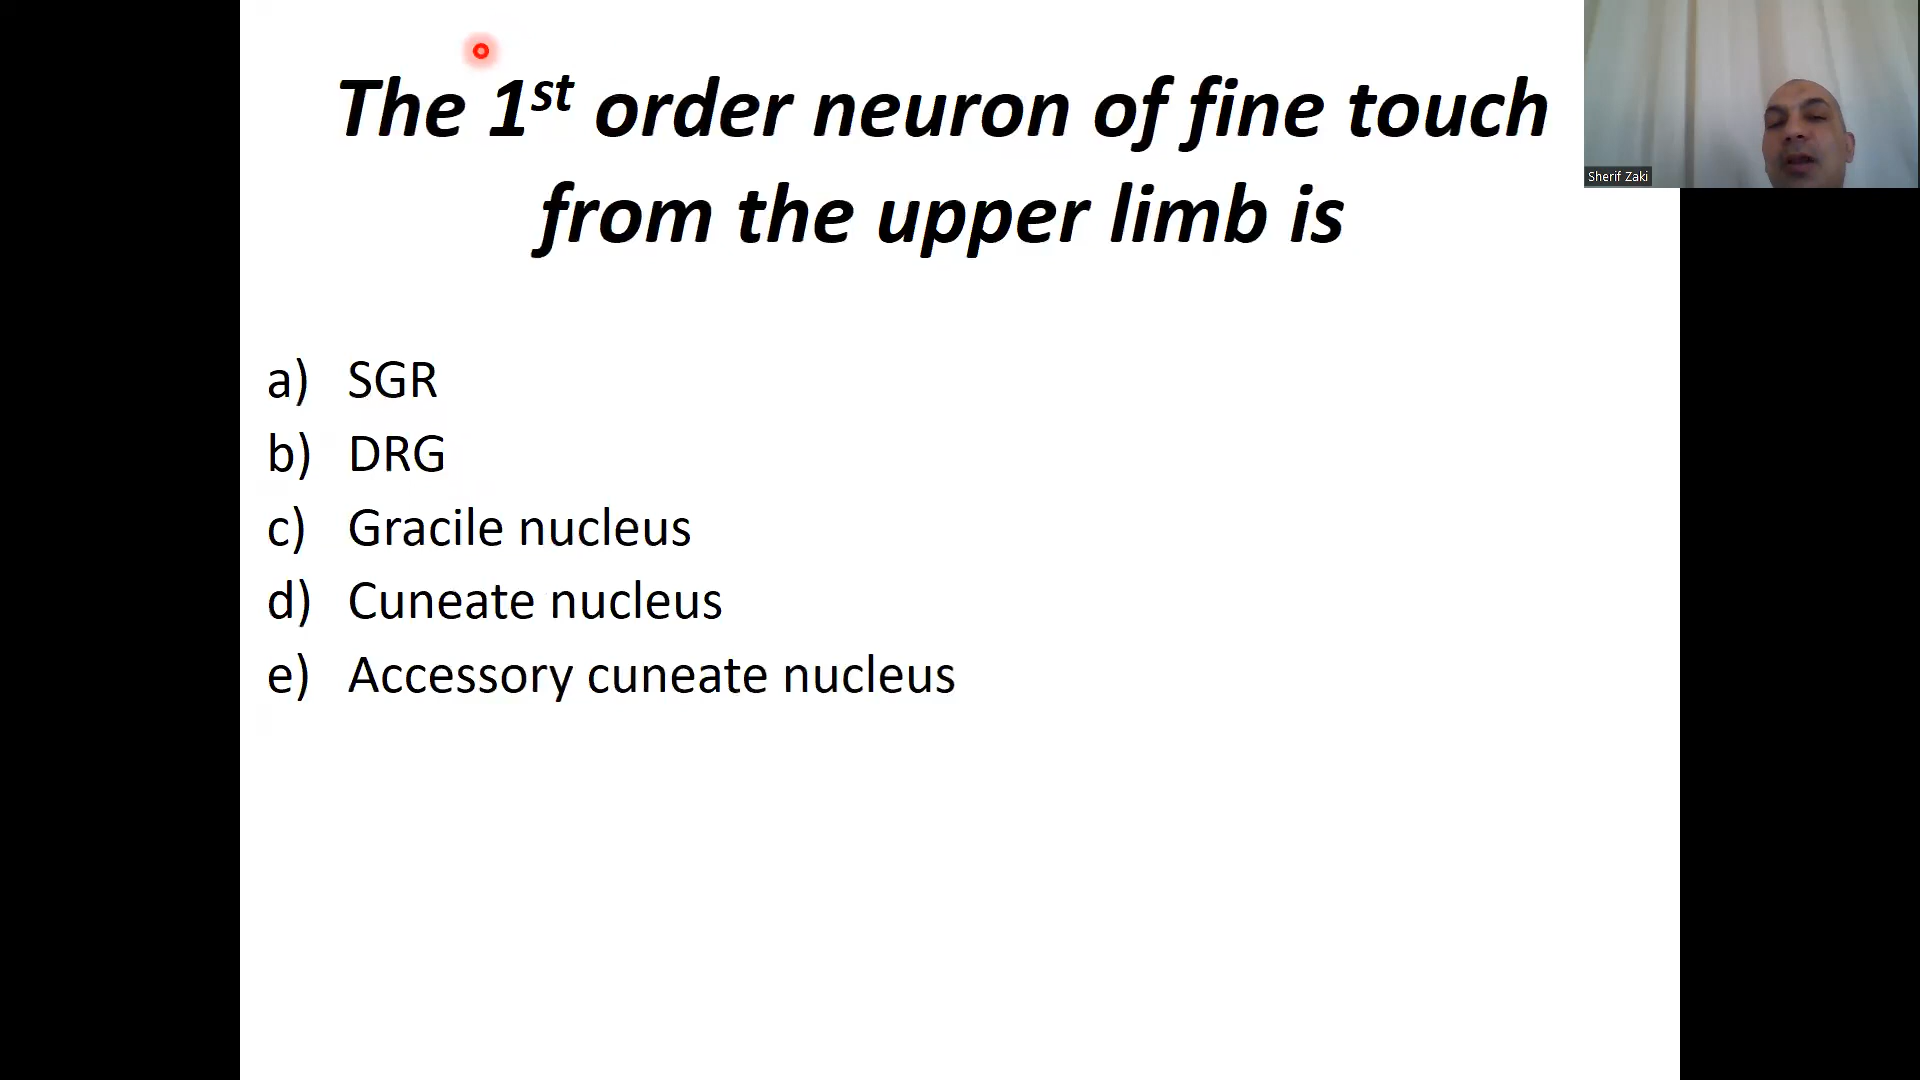 The 1st order neuron of fine touch
from the upper limb is
Sherif Zaki
a) SGR
b) DRG
c) Gracile nucleus
d) Cuneate nucleus
e) Accessory cuneate nucleus